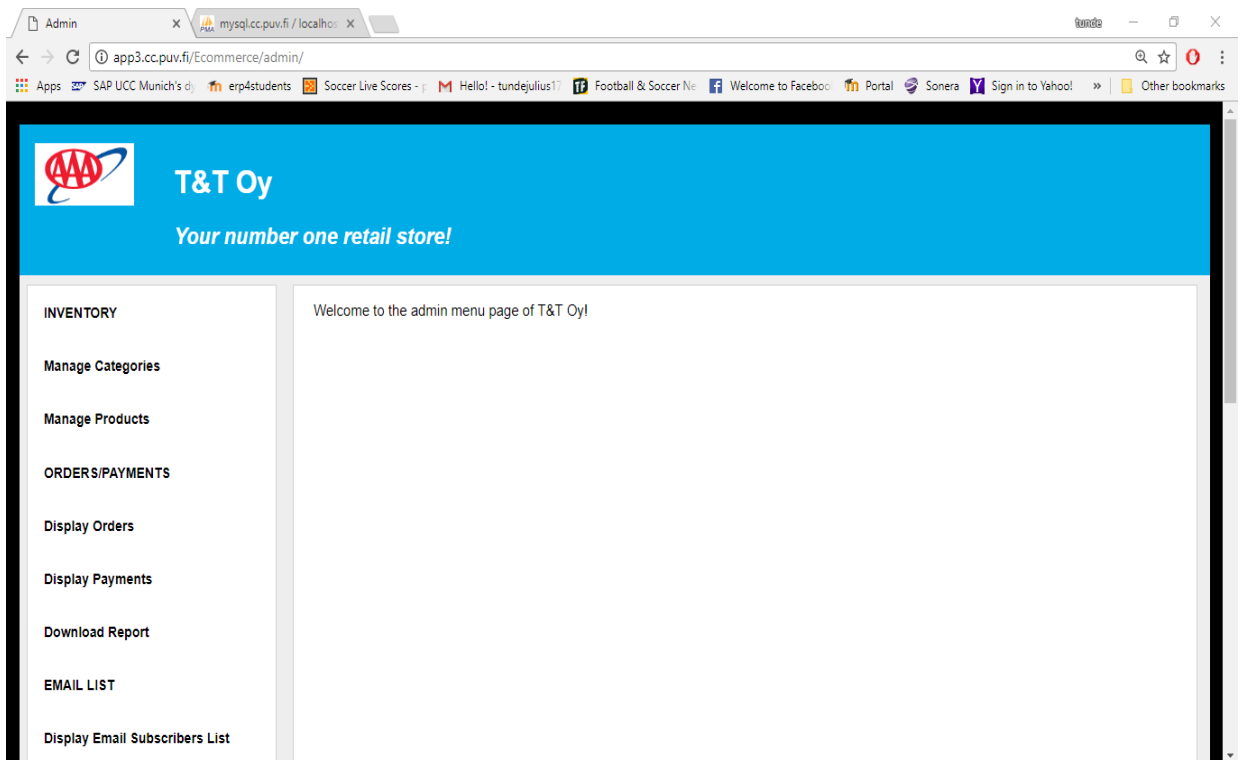 Admin
mysql.cc.puv.fi / localhos
tunde
app3.cc.puv.fi/Ecommerce/admin/
Apps SAP UCC Munich's d erp4students Soccer Live Scores - p Hello! - tundejulius17 Football & Soccer Ne Welcome to Faceboo Portal Sonera Sign in to Yahoo! » Other bookmarks
AAA
T&T Oy
Your number one retail store!
INVENTORY
Welcome to the admin menu page of T&T Oy!
Manage Categories
Manage Products
ORDERS/PAYMENTS
Display Orders
Display Payments
Download Report
EMAIL LIST
Display Email Subscribers List